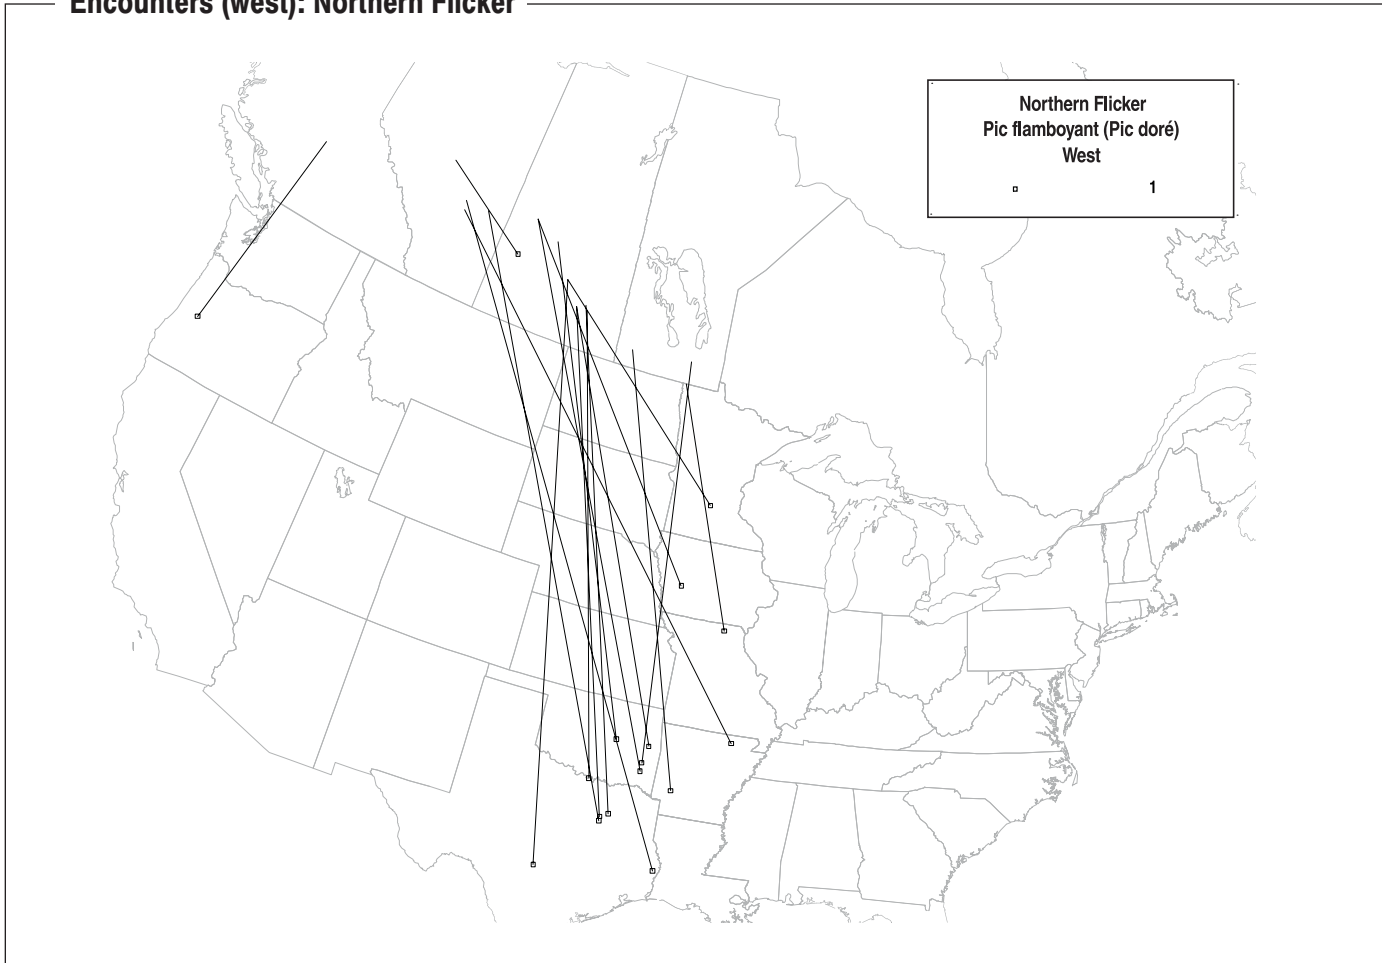 Encounters (west): Northern Flicker
Northern Flicker
Pic flamboyant (Pic doré)
West
1